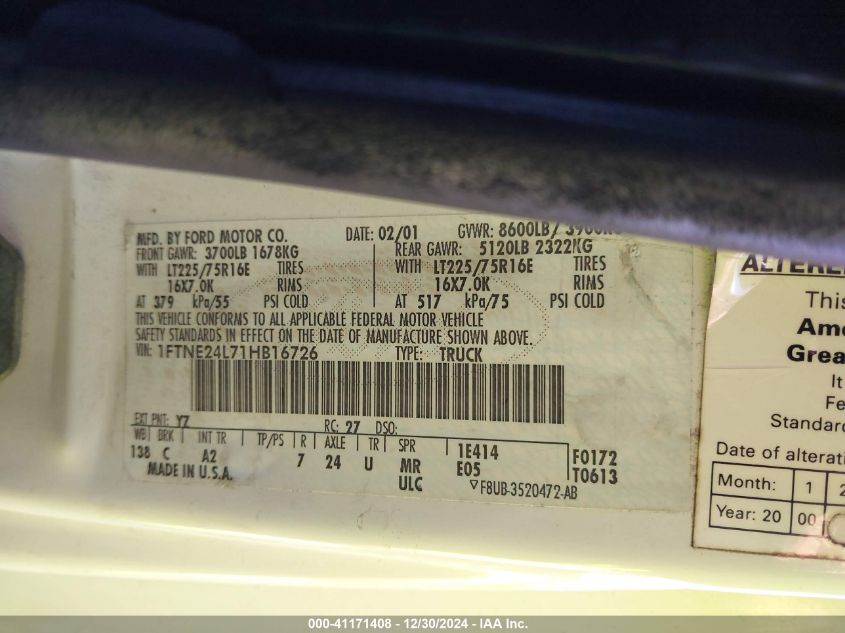 MFD. BY FORD MOTOR CO. DATE: 02/01 GVWR: 8600LB/ 3900KG
FRONT GAWR: 3700LB 1678KG REAR GAWR: 5120LB 2322KG
WITH LT225/75R16E TIRES WITH LT225/75R16E TIRES
16X7.0K RIMS 16X7.0K RIMS
AT 379 kPa/55 PSI COLD AT 517 kPa/75 PSI COLD
THIS VEHICLE CONFORMS TO ALL APPLICABLE FEDERAL MOTOR VEHICLE
SAFETY STANDARDS IN EFFECT ON THE DATE OF MANUFACTURE SHOWN ABOVE.
VIN: 1FTNE24L71HB16726 TYPE: TRUCK
EXT PNT: YZ RC: 27 DSO:
WB BRK INT TR TP/PS R AXLE TR SPR 1E414 F0172
138 C A2 7 24 U MR E05 T0613
MADE IN U.S.A. ULC F8UB-3520472-AB
ALTERE
This
Ame
Grea
It
Fe
Standard
Date of alterati
Month: 1 2
Year: 20 00
000-41171408 - 12/30/2024 - IAA Inc.